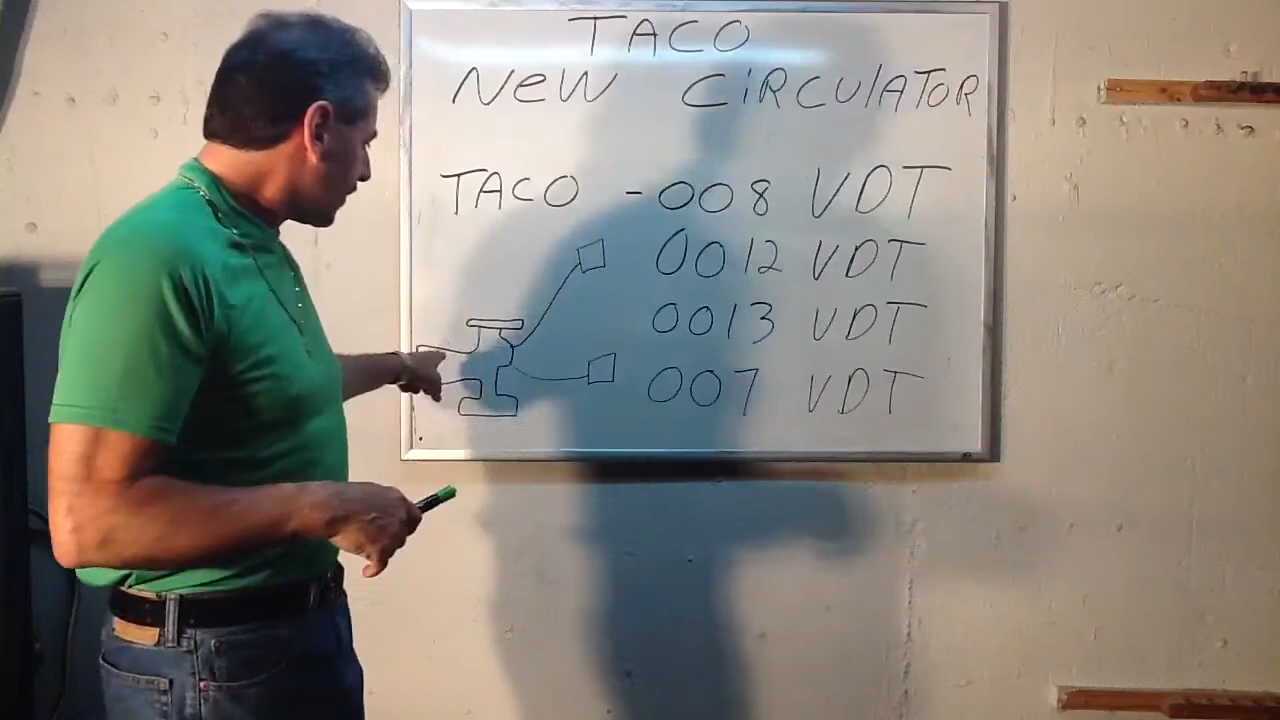 TACO
NEW CIRCULATOR
TACO - 008 VDT
0012 VDT
0013 VDT
007 VDT